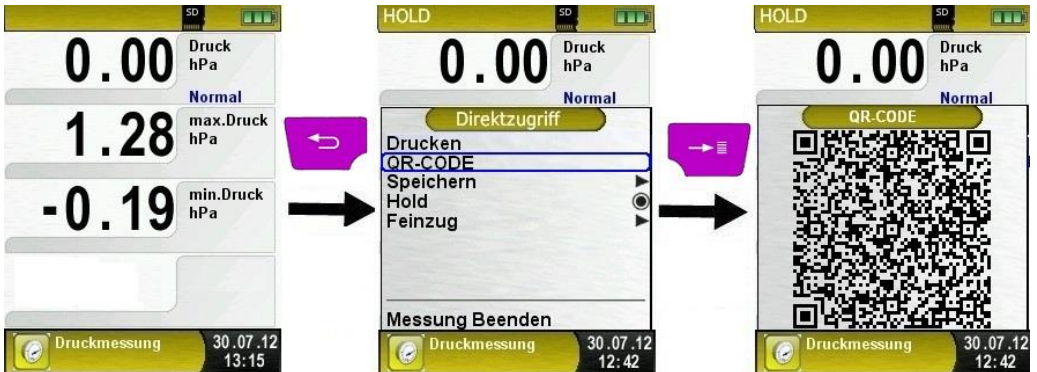 SD
0.00 Druck
hPa
Normal
1.28 max.Druck
hPa
-0.19 min.Druck
hPa
Druckmessung 30.07.12
13:15
HOLD SD
0.00 Druck
hPa
Normal
Direktzugriff
Drucken
QR-CODE
Speichern
Hold
Feinzug
Messung Beenden
Druckmessung 30.07.12
12:42
HOLD SD
0.00 Druck
hPa
Normal
QR-CODE
Druckmessung 30.07.12
12:42